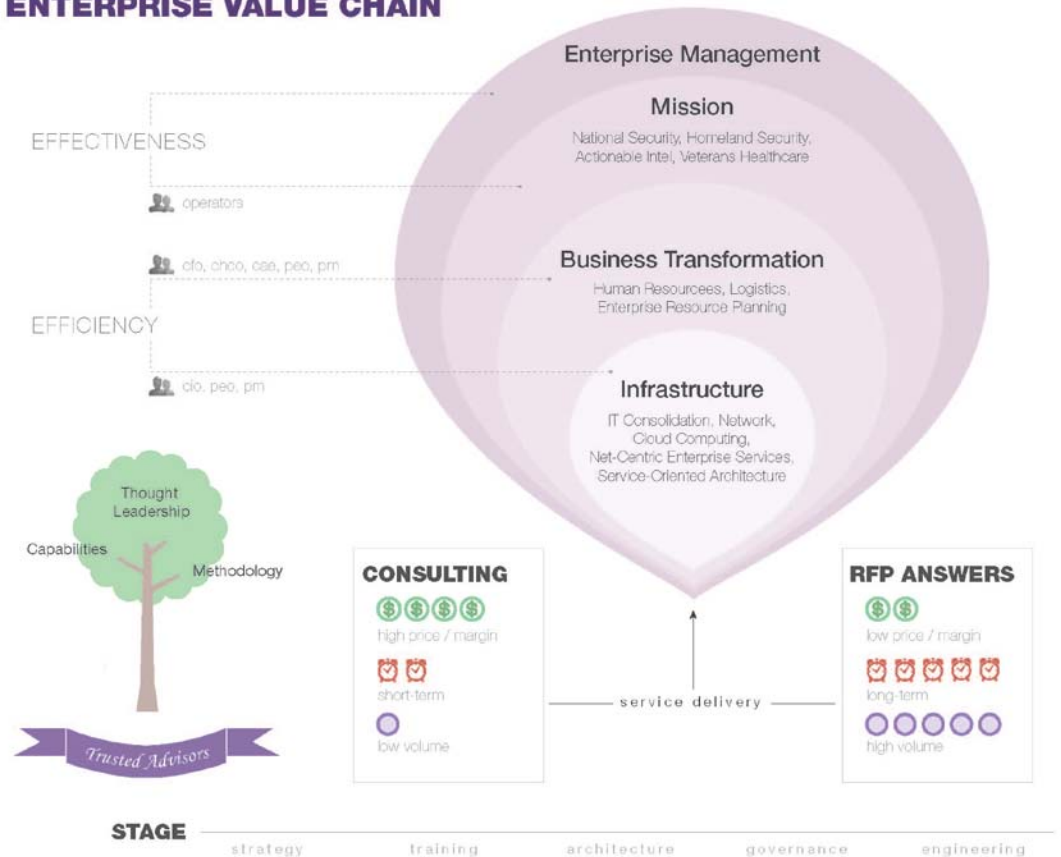 ENTERPRISE VALUE CHAIN
Enterprise Management
Mission
National Security, Homeland Security,
Actionable Intel, Veterans Healthcare
EFFECTIVENESS
operators
cfo, chco, cae, peo, pm
Business Transformation
Human Resourcees, Logistics,
Enterprise Resource Planning
EFFICIENCY
cio, peo, pm
Infrastructure
IT Consolidation, Network,
Cloud Computing,
Net-Centric Enterprise Services,
Service-Oriented Architecture
Thought
Leadership
Capabilities
Methodology
Trusted Advisors
CONSULTING
high price / margin
short-term
low volume
service delivery
RFP ANSWERS
low price / margin
long-term
high volume
STAGE
strategy
training
architecture
governance
engineering